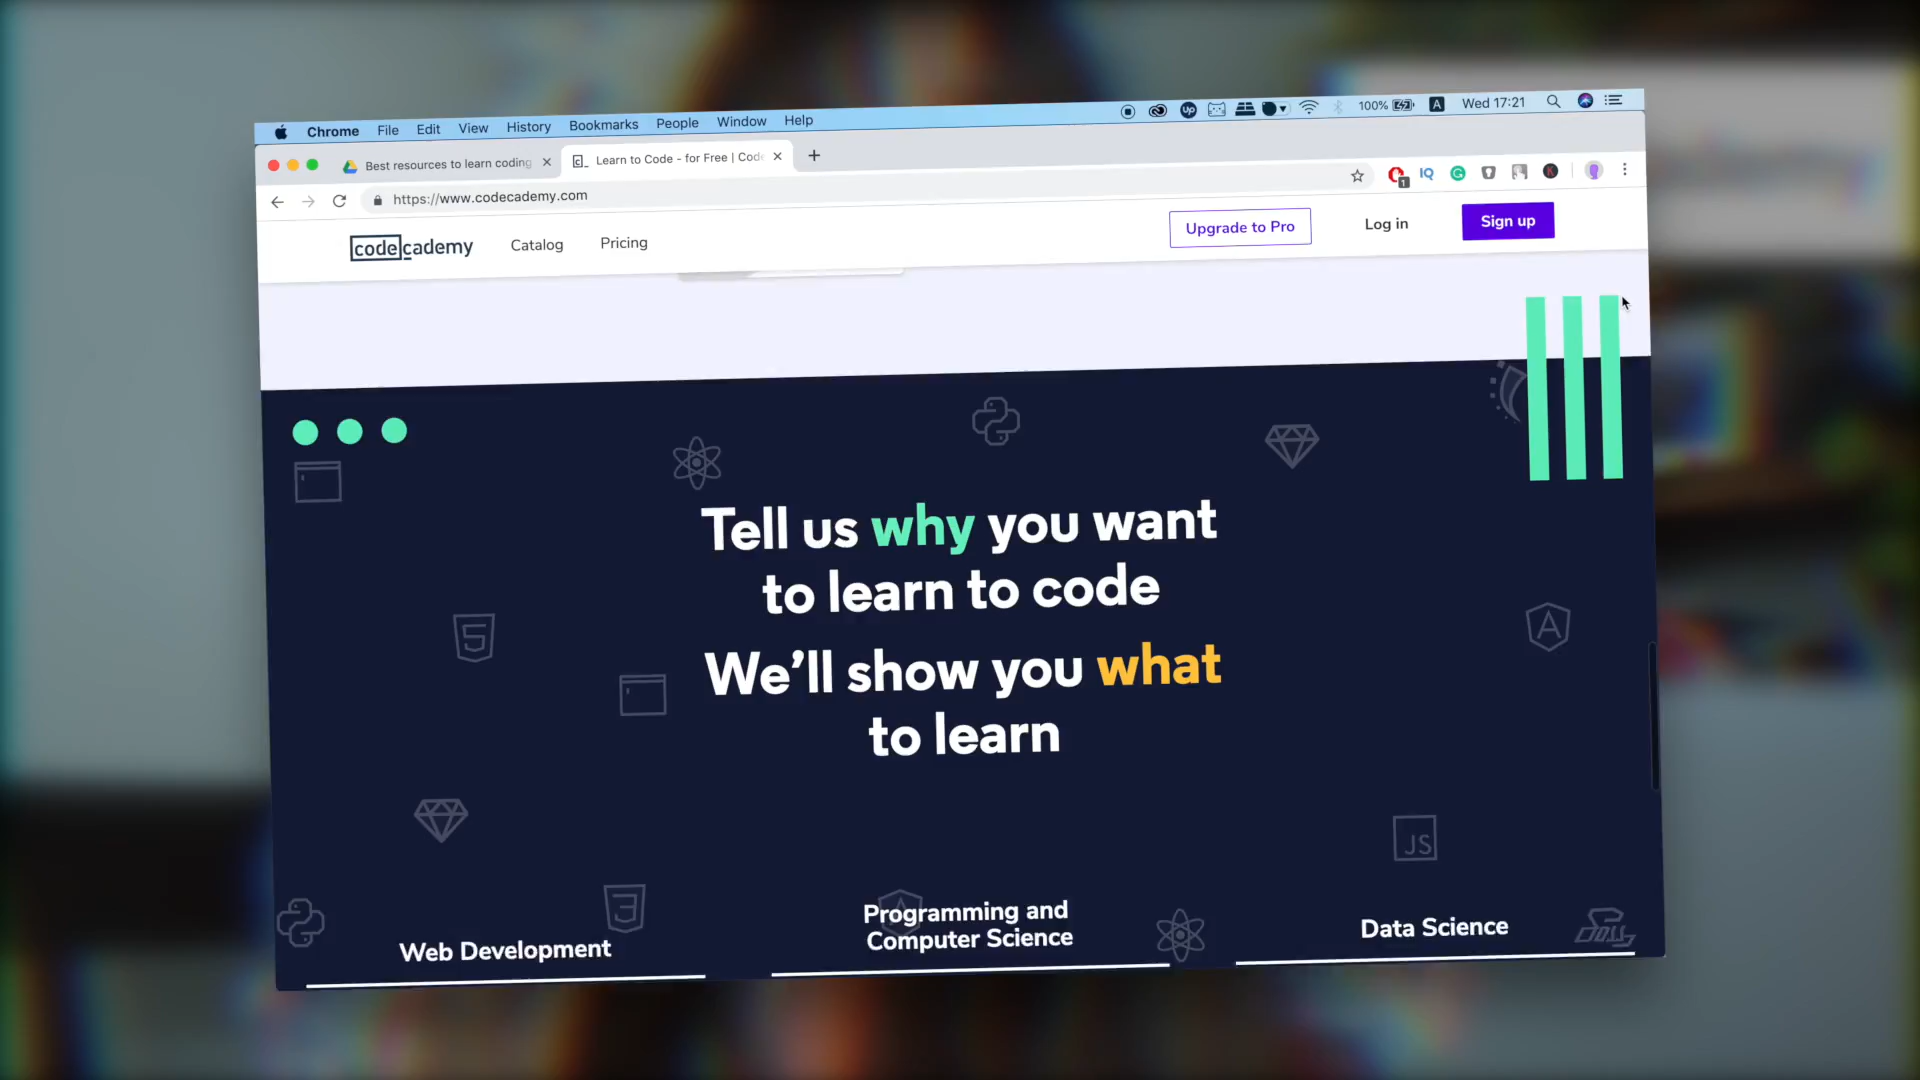 Chrome File Edit View History Bookmarks People Window Help
100% A Wed 17:21
Best resources to learn coding
Learn to Code - for Free | Code
https://www.codecademy.com
codecademy Catalog Pricing Upgrade to Pro Log in Sign up
Tell us why you want
to learn to code
We'll show you what
to learn
Web Development
Programming and
Computer Science
Data Science